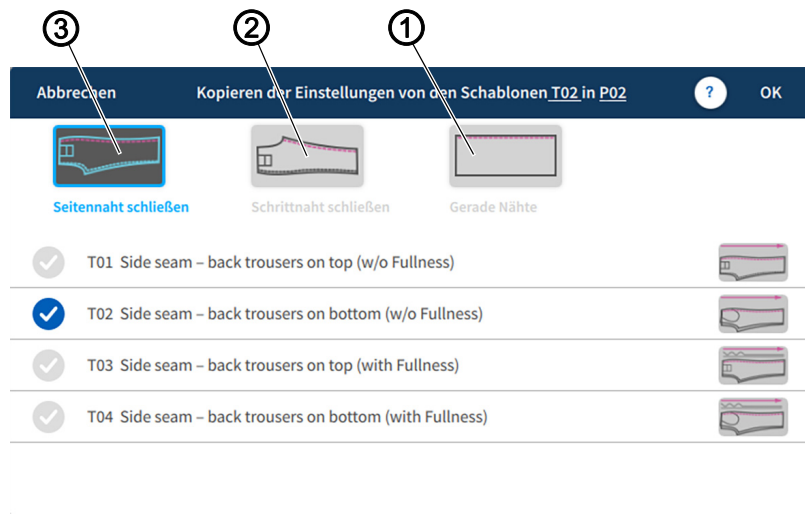 ③ ② ①
Abbrechen Kopieren der Einstellungen von den Schablonen T02 in P02 ? OK
Seitennaht schließen Schrittnaht schließen Gerade Nähte
T01 Side seam – back trousers on top (w/o Fullness)
T02 Side seam – back trousers on bottom (w/o Fullness)
T03 Side seam – back trousers on top (with Fullness)
T04 Side seam – back trousers on bottom (with Fullness)